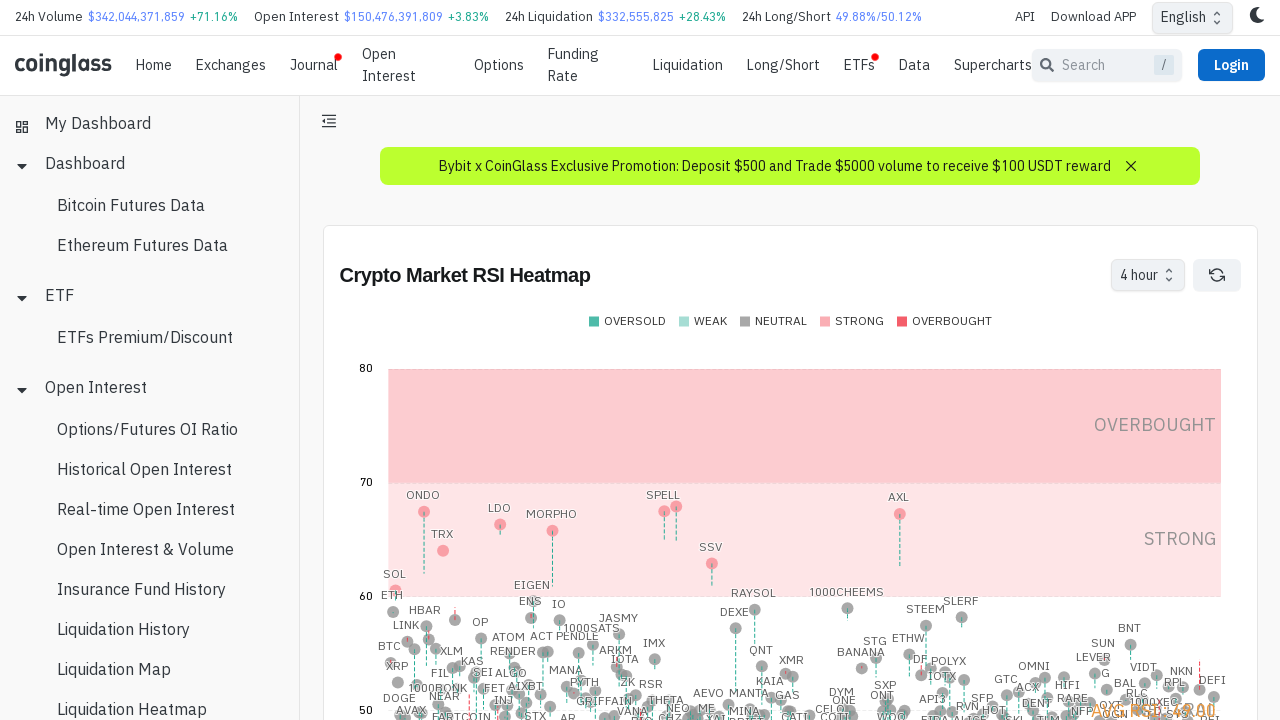 24h Volume $342,044,371,859 +71.16% Open Interest $150,476,391,809 +3.83% 24h Liquidation $332,555,825 +28.43% 24h Long/Short 49.88%/50.12% API Download APP English
coinglass Home Exchanges Journal Open Interest Options Funding Rate Liquidation Long/Short ETFs Data Supercharts Search / Login
My Dashboard
Dashboard
Bitcoin Futures Data
Ethereum Futures Data
ETF
ETFs Premium/Discount
Open Interest
Options/Futures OI Ratio
Historical Open Interest
Real-time Open Interest
Open Interest & Volume
Insurance Fund History
Liquidation History
Liquidation Map
Liquidation Heatmap
Bybit x CoinGlass Exclusive Promotion: Deposit $500 and Trade $5000 volume to receive $100 USDT reward
Crypto Market RSI Heatmap
4 hour
OVERSOLD WEAK NEUTRAL STRONG OVERBOUGHT
80
OVERBOUGHT
70
ONDO SPELL AXL
LDO MORPHO
TRX STRONG
SSV
SOL
EIGEN
60 ETH RAYSOL 1000CHEEMS
ENS IO SLERF
HBAR DEXE STEEM
LINK OP JASMY
1000SATS BNT
BTC ATOM ACT PENDLE IMX STG ETHW SUN
XLM RENDER ARKM QNT BANANA
XRP KAS IOTA XMR DF POLYX LEVER
FIL SEI ALGO MANA OMNI VIDT NKN
1000BONK FET AIXBT PYTH ZK RSR KAIA SXP IOTX GTC HIFI G BAL RPL DEFI
DOGE NEAR INJ GRIFFAIN THETA AEVO MANTA GAS DYM ONT API3 SFP ACX RARE RLC
AVAX STX VANA NEO ME MINA ONE HOT DENT
50 AR